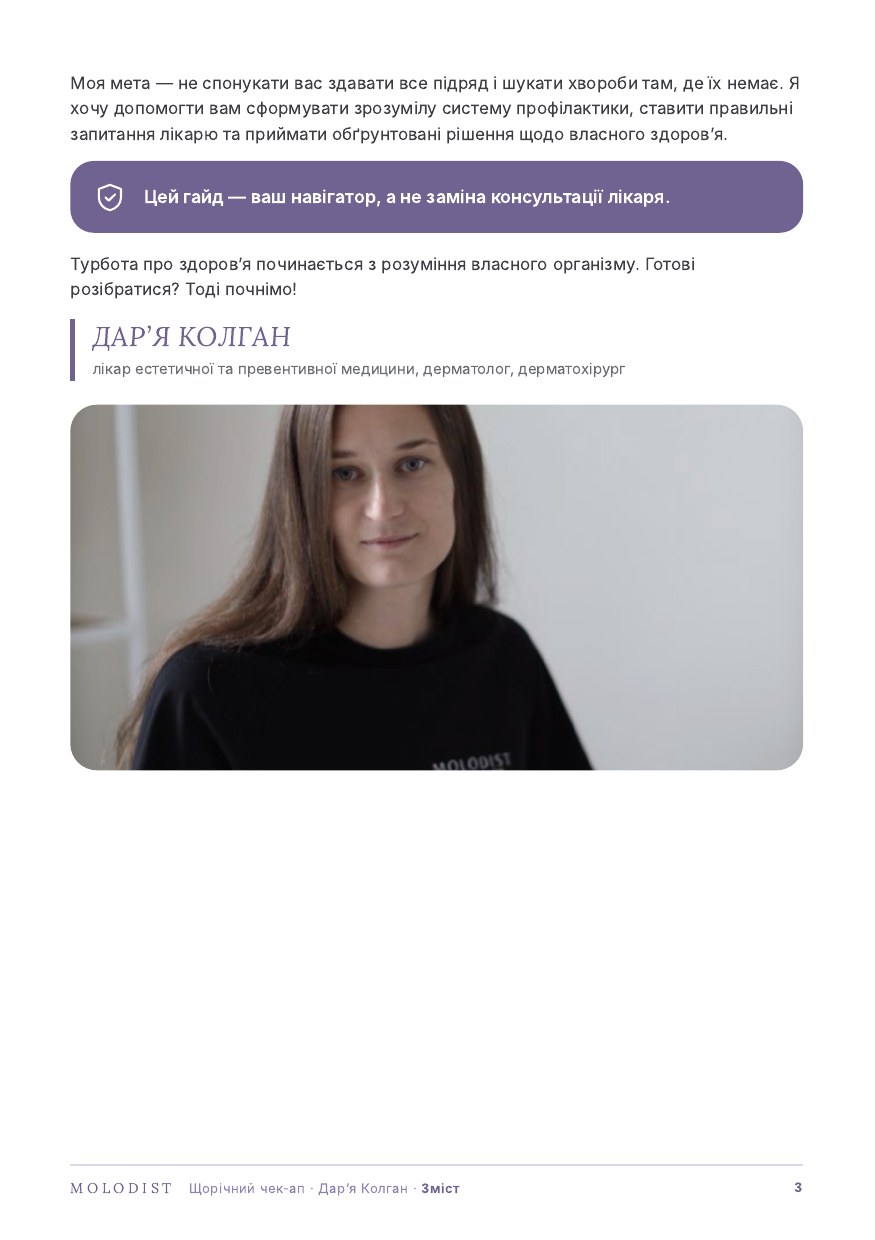 Моя мета — не спонукати вас здавати все підряд і шукати хвороби там, де їх немає. Я
хочу допомогти вам сформувати зрозумілу систему профілактики, ставити правильні
запитання лікарю та приймати обґрунтовані рішення щодо власного здоров’я.
Цей гайд — ваш навігатор, а не заміна консультації лікаря.
Турбота про здоров’я починається з розуміння власного організму. Готові
розібратися? Тоді почнімо!
ДАР’Я КОЛГАН
лікар естетичної та превентивної медицини, дерматолог, дерматохірург
MOLODIST
MOLODIST Щорічний чек-ап · Дар’я Колган · Зміст 3